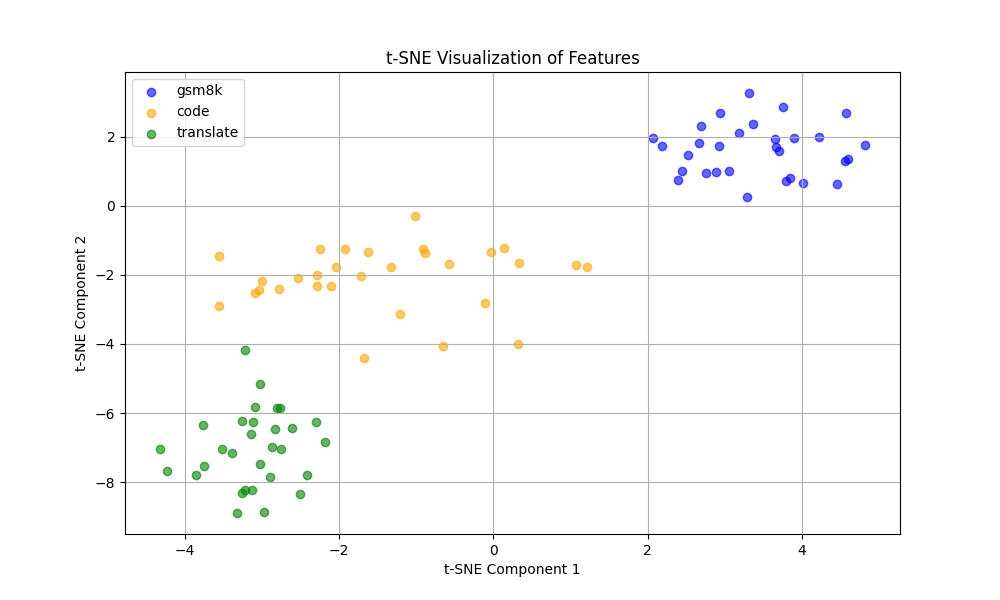 t-SNE Visualization of Features
gsm8k
code
translate
t-SNE Component 2
2
0
−2
−4
−6
−8
−4
−2
0
2
4
t-SNE Component 1